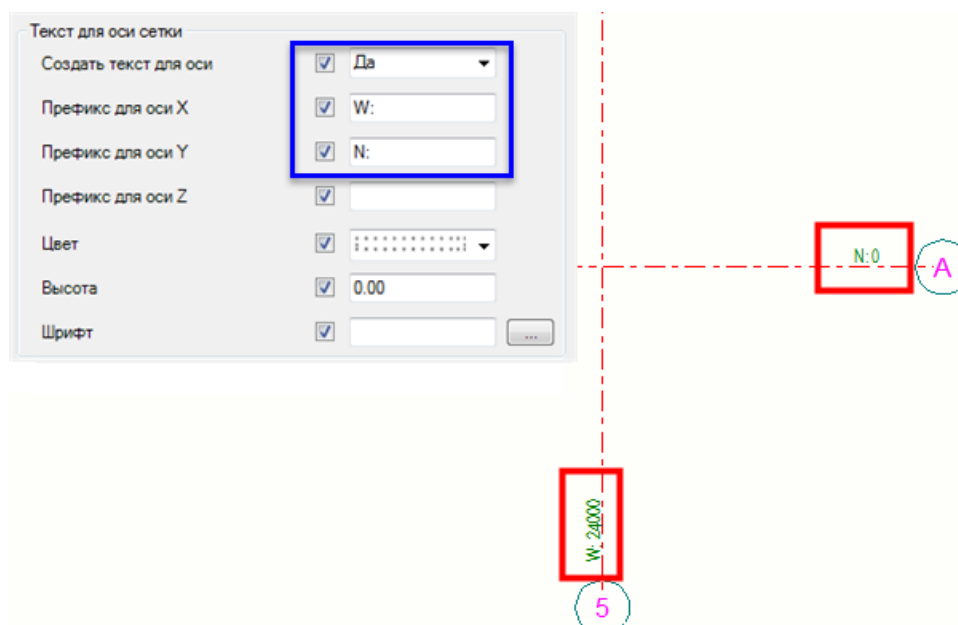 Текст для оси сетки
Создать текст для оси Да
Префикс для оси X W:
Префикс для оси Y N:
Префикс для оси Z
Цвет
Высота 0.00
Шрифт ...
N:0
A
W: 24000
5